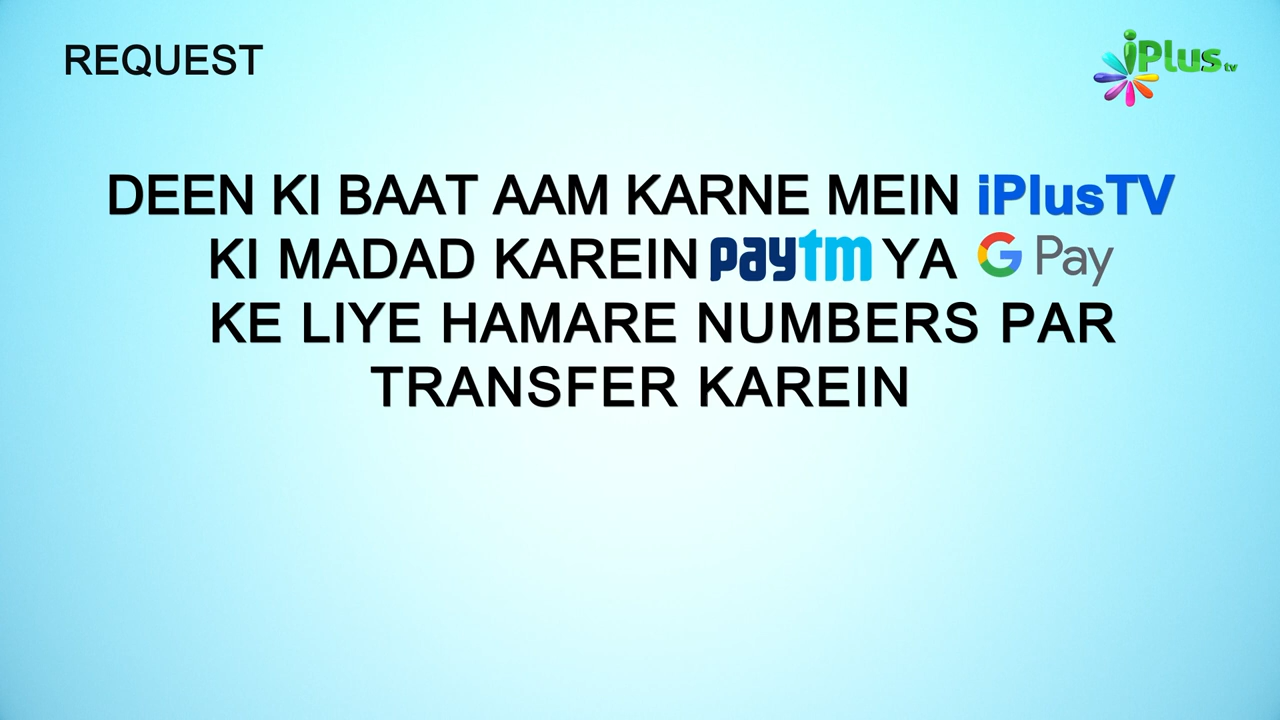 REQUEST
iPlus tv
DEEN KI BAAT AAM KARNE MEIN iPlusTV
KI MADAD KAREIN paytm YA G Pay
KE LIYE HAMARE NUMBERS PAR
TRANSFER KAREIN